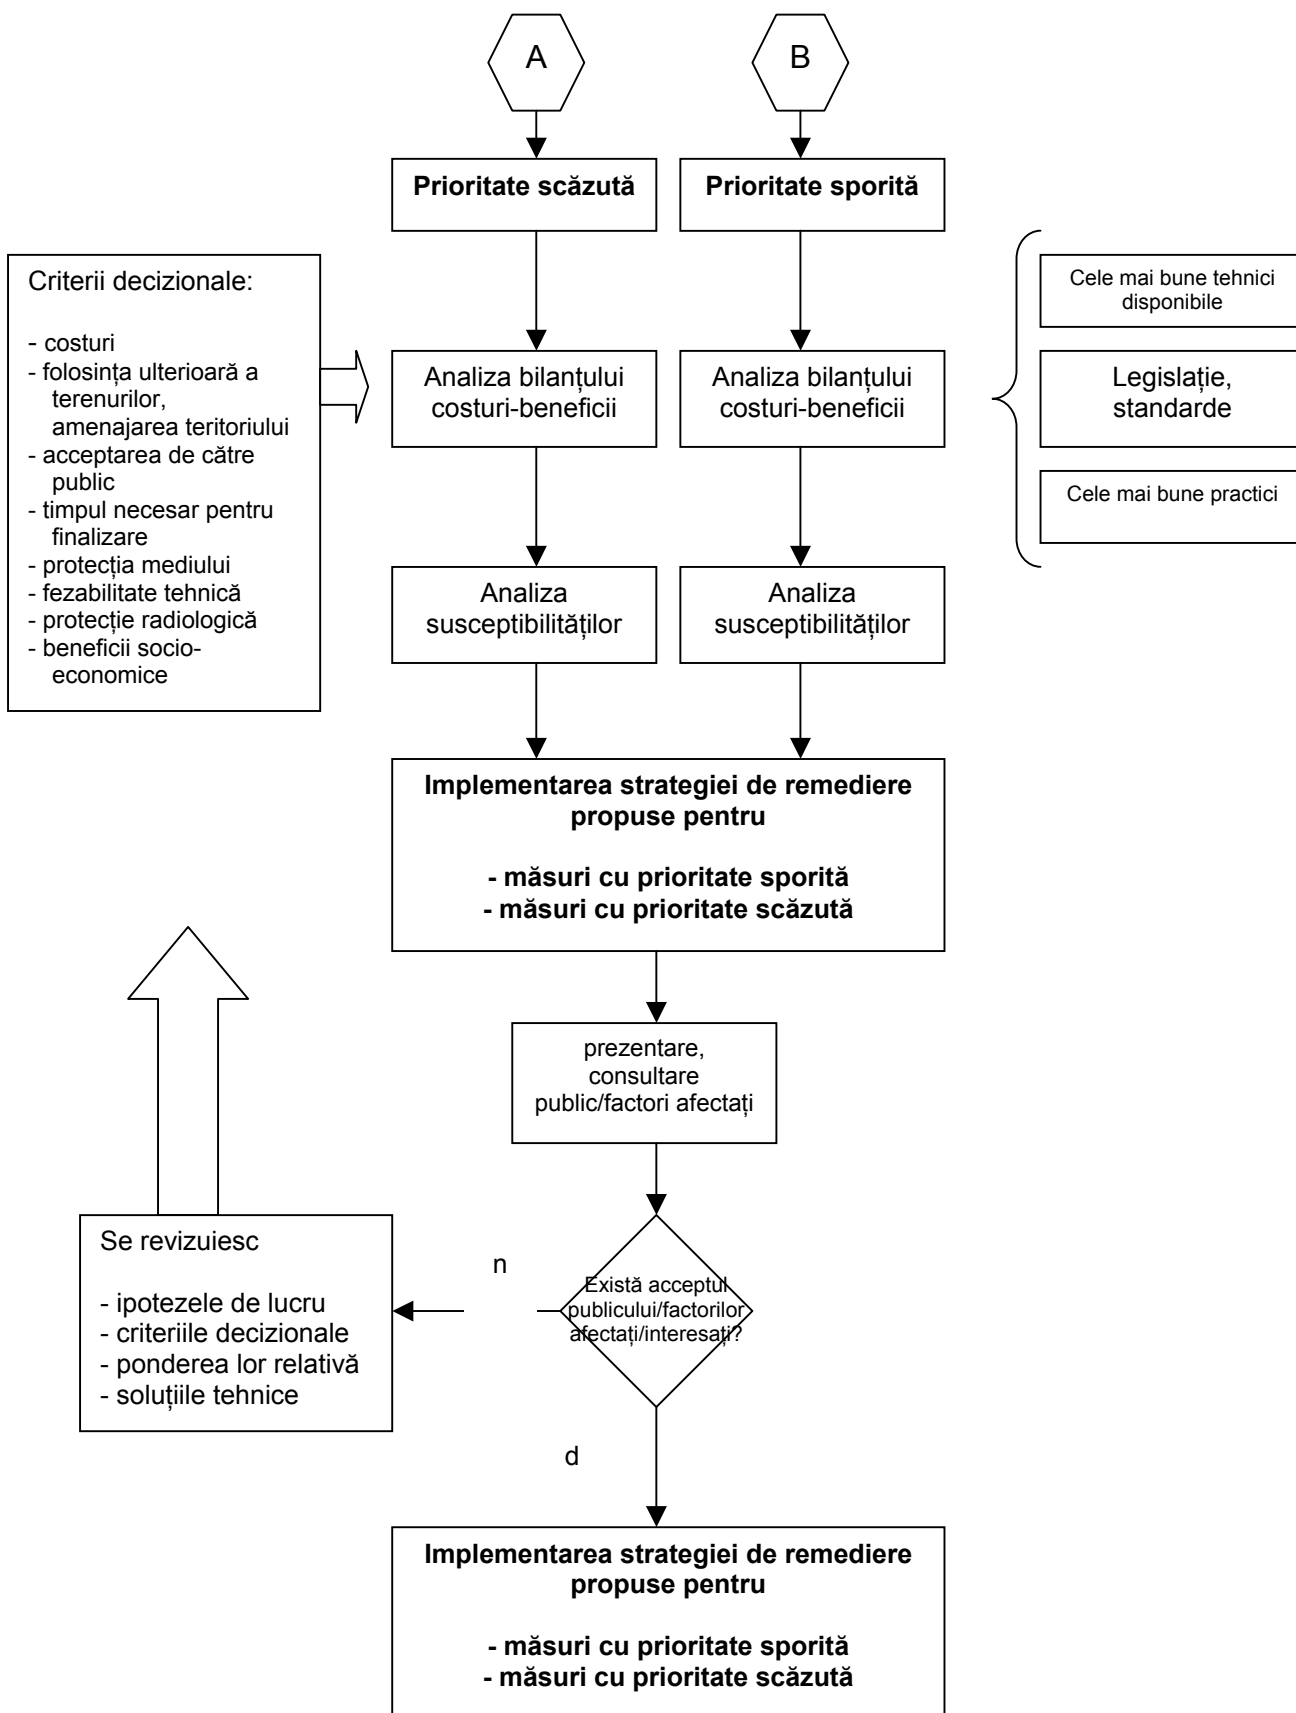 A
B
Prioritate scăzută
Prioritate sporită
Criterii decizionale:
- costuri
- folosința ulterioară a
terenurilor,
amenajarea teritoriului
- acceptarea de către
public
- timpul necesar pentru
finalizare
- protecția mediului
- fezabilitate tehnică
- protecție radiologică
- beneficii socio-
economice
Analiza bilanțului
costuri-beneficii
Analiza bilanțului
costuri-beneficii
Cele mai bune tehnici
disponibile
Legislație,
standarde
Cele mai bune practici
Analiza
susceptibilităților
Analiza
susceptibilităților
Implementarea strategiei de remediere
propuse pentru
- măsuri cu prioritate sporită
- măsuri cu prioritate scăzută
prezentare,
consultare
public/factori afectați
Există acceptul
publicului/factorilor
afectați/interesați?
n
Se revizuiesc
- ipotezele de lucru
- criteriile decizionale
- ponderea lor relativă
- soluțiile tehnice
d
Implementarea strategiei de remediere
propuse pentru
- măsuri cu prioritate sporită
- măsuri cu prioritate scăzută